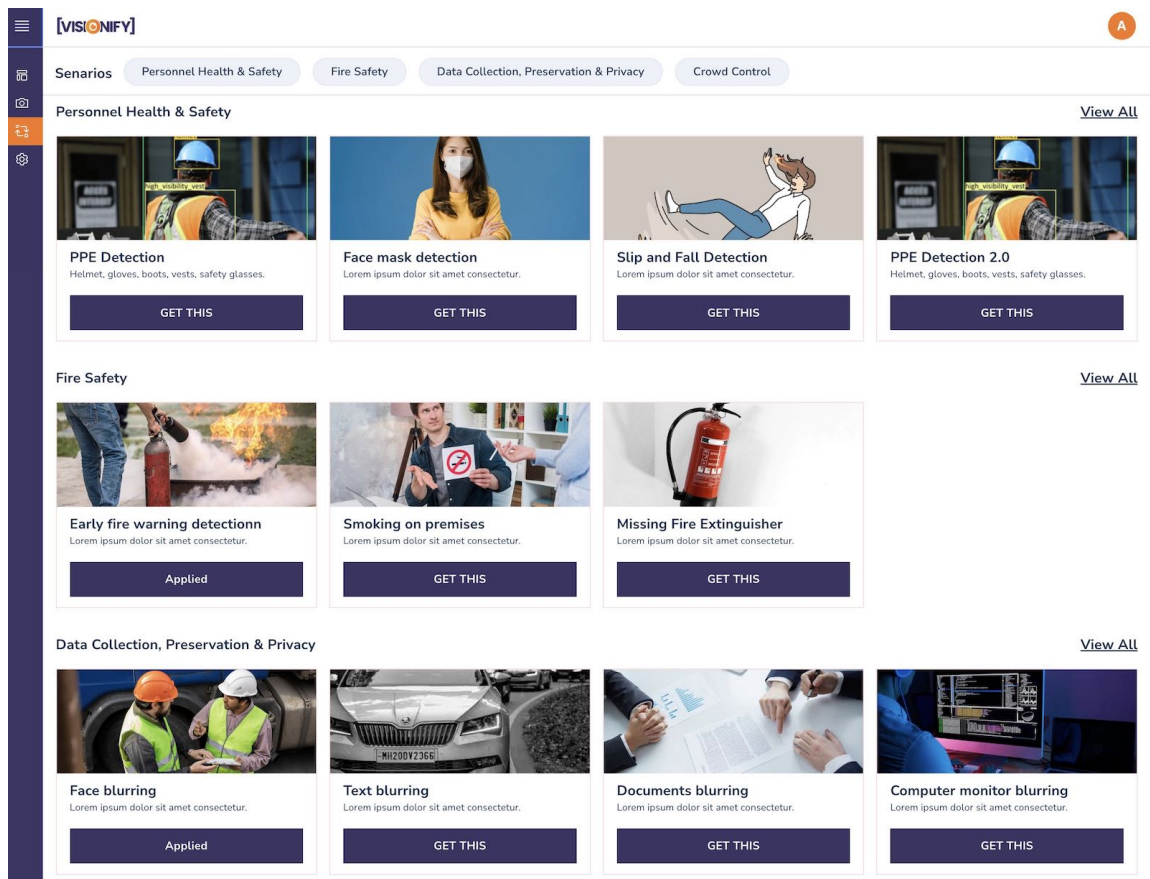 [VISIONIFY]
A
Senarios
Personnel Health & Safety
Fire Safety
Data Collection, Preservation & Privacy
Crowd Control
Personnel Health & Safety
View All
high_visibility_vest
high_visibility_vest
PPE Detection
Helmet, gloves, boots, vests, safety glasses.
GET THIS
Face mask detection
Lorem ipsum dolor sit amet consectetur.
GET THIS
Slip and Fall Detection
Lorem ipsum dolor sit amet consectetur.
GET THIS
PPE Detection 2.0
Helmet, gloves, boots, vests, safety glasses.
GET THIS
Fire Safety
View All
Early fire warning detectionn
Lorem ipsum dolor sit amet consectetur.
Applied
Smoking on premises
Lorem ipsum dolor sit amet consectetur.
GET THIS
Missing Fire Extinguisher
Lorem ipsum dolor sit amet consectetur.
GET THIS
Data Collection, Preservation & Privacy
View All
MH20DV2366
Face blurring
Lorem ipsum dolor sit amet consectetur.
Applied
Text blurring
Lorem ipsum dolor sit amet consectetur.
GET THIS
Documents blurring
Lorem ipsum dolor sit amet consectetur.
GET THIS
Computer monitor blurring
Lorem ipsum dolor sit amet consectetur.
GET THIS